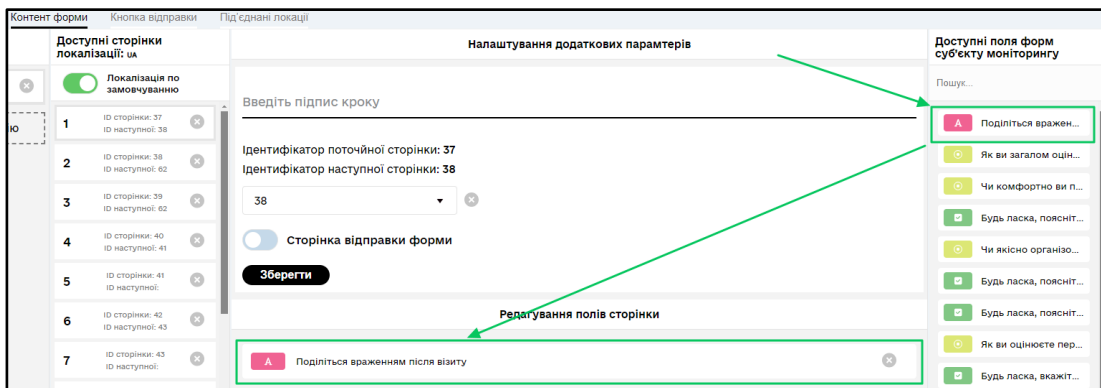 Контент форми
Кнопка відправки
Під'єднані локації
Доступні сторінки
локалізації: UA
Локалізація по
замовчуванню
ю
1
ID сторінки: 37
ID наступної: 38
2
ID сторінки: 38
ID наступної: 62
3
ID сторінки: 39
ID наступної: 62
4
ID сторінки: 40
ID наступної: 41
5
ID сторінки: 41
ID наступної:
6
ID сторінки: 42
ID наступної: 43
7
ID сторінки: 43
ID наступної:
Налаштування додаткових парамтерів
Введіть підпис кроку
Ідентифікатор поточйної сторінки: 37
Ідентифікатор наступної сторінки: 38
38
Сторінка відправки форми
Зберегти
Редагування полів сторінки
А Поділіться враженням після візиту
Доступні поля форм
суб'єкту моніторингу
Пошук...
А Поділіться вражен...
Як ви загалом оцін...
Чи комфортно ви п...
Будь ласка, поясніт...
Чи якісно організо...
Будь ласка, поясніт...
Будь ласка, поясніт...
Як ви оцінюєте пер...
Будь ласка, вкажіт...